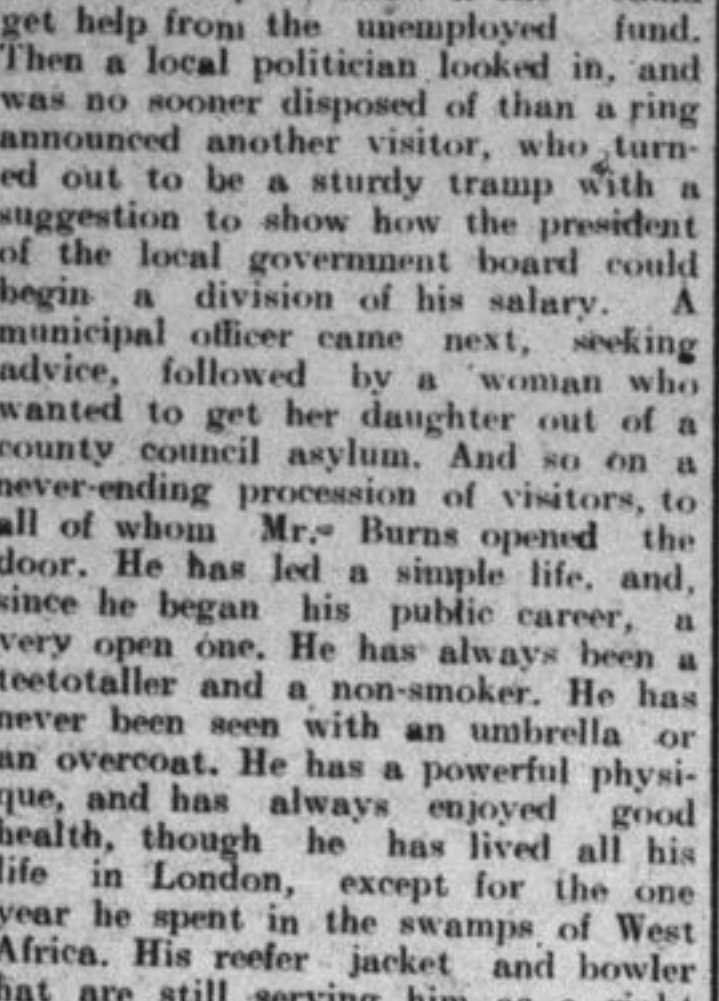 get help from the unemployed fund.
Then a local politician looked in, and
was no sooner disposed of than a ring
announced another visitor, who turn-
ed out to be a sturdy tramp with a
suggestion to show how the president
of the local government board could
begin a division of his salary. A
municipal officer came next, seeking
advice, followed by a woman who
wanted to get her daughter out of a
county council asylum. And so on a
never-ending procession of visitors, to
all of whom Mr. Burns opened the
door. He has led a simple life, and,
since he began his public career, a
very open one. He has always been a
teetotaller and a non-smoker. He has
never been seen with an umbrella or
an overcoat. He has a powerful physi-
que, and has always enjoyed good
health, though he has lived all his
life in London, except for the one
year he spent in the swamps of West
Africa. His reefer jacket and bowler
hat are still serving him